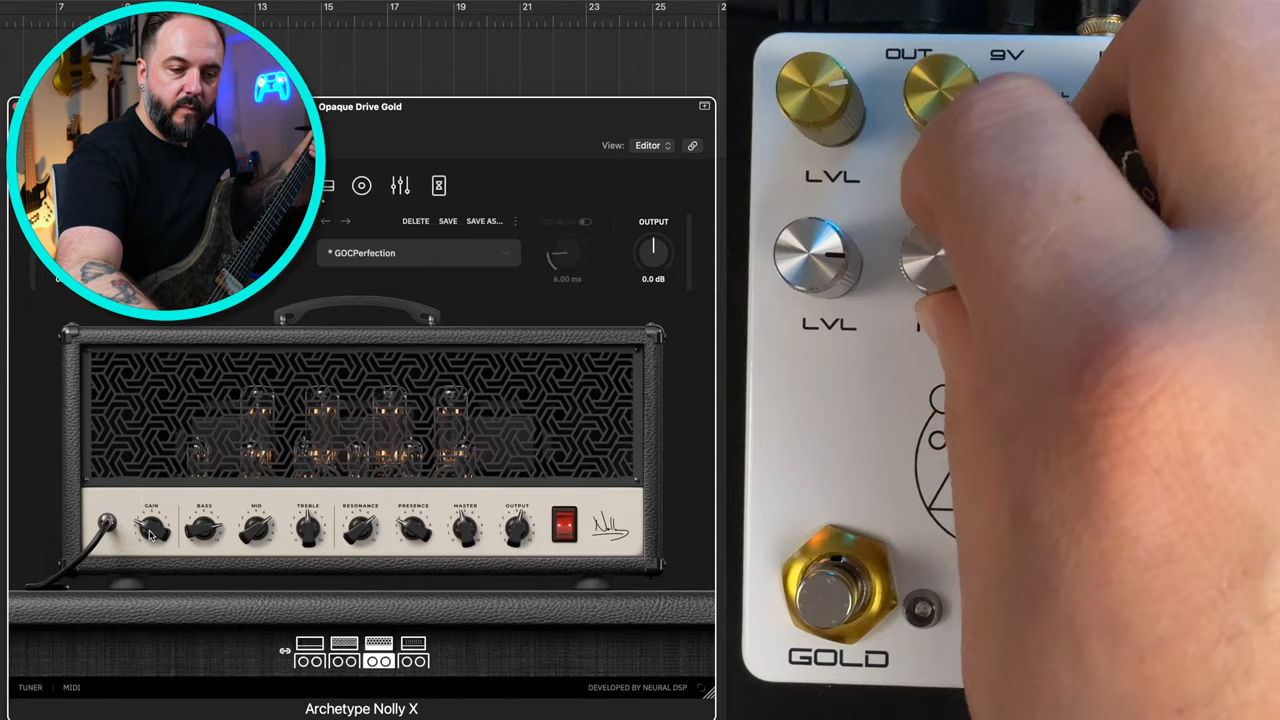 7 13 15 17 19 21 23 25
Opaque Drive Gold
View: Editor
DELETE SAVE SAVE AS...
* GOCPerfection
6.00 ms
OUTPUT
0.0 dB
GAIN BASS MID TREBLE RESONANCE PRESENCE MASTER OUTPUT
Nolly
TUNER MIDI DEVELOPED BY NEURAL DSP
Archetype Nolly X
OUT 9V
LVL
LVL
GOLD